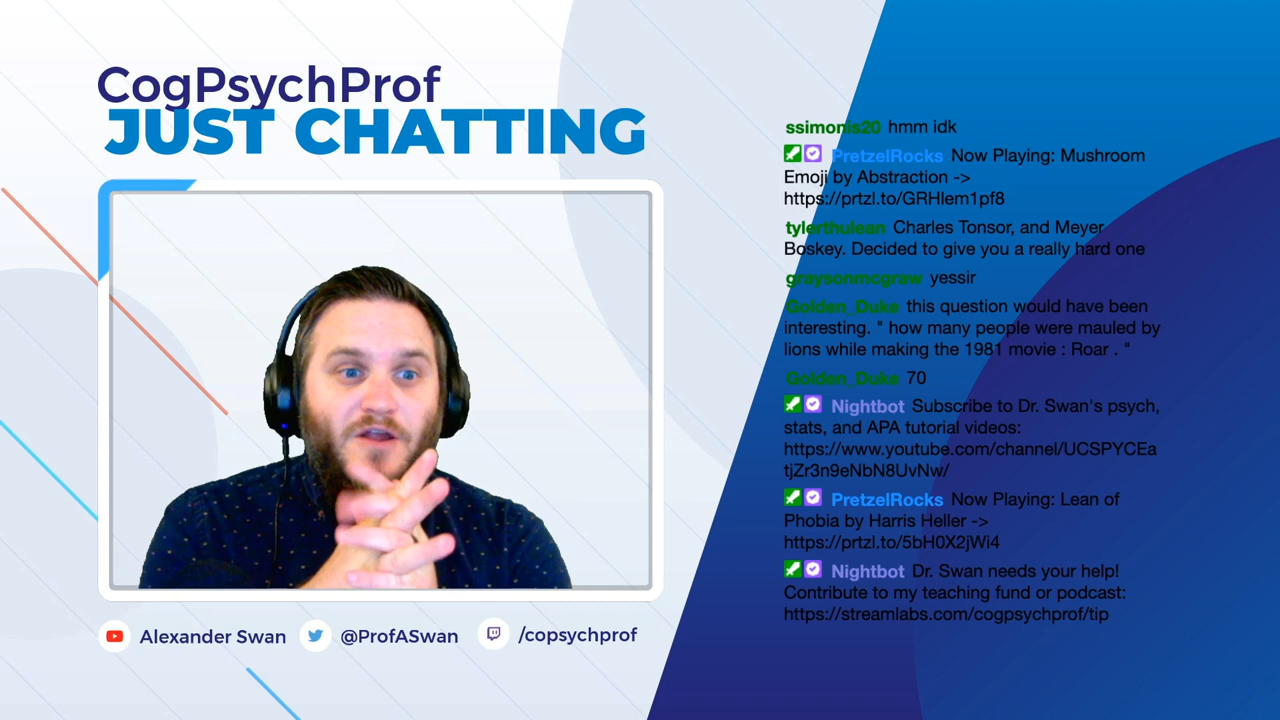 CogPsychProf
JUST CHATTING
Alexander Swan
@ProfASwan
/copsychprof
ssimonis20 hmm idk
PretzelRocks Now Playing: Mushroom
Emoji by Abstraction ->
https://prtzl.to/GRHlem1pf8
tylerthulean Charles Tonsor, and Meyer
Boskey. Decided to give you a really hard one
graysonmcgraw yessir
Golden_Duke this question would have been
interesting. " how many people were mauled by
lions while making the 1981 movie : Roar . "
Golden_Duke 70
Nightbot Subscribe to Dr. Swan's psych,
stats, and APA tutorial videos:
https://www.youtube.com/channel/UCSPYCEa
tjZr3n9eNbN8UvNw/
PretzelRocks Now Playing: Lean of
Phobia by Harris Heller ->
https://prtzl.to/5bH0X2jWi4
Nightbot Dr. Swan needs your help!
Contribute to my teaching fund or podcast:
https://streamlabs.com/cogpsychprof/tip